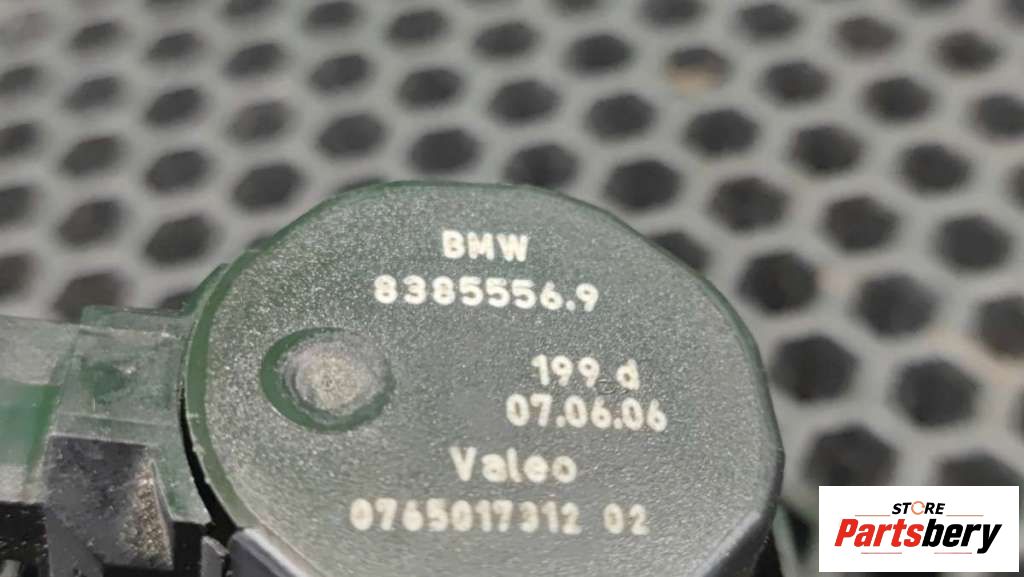 BMW
8385556.9
199 d
07.06.06
Valeo
0765017312 02
STORE
Partsbery